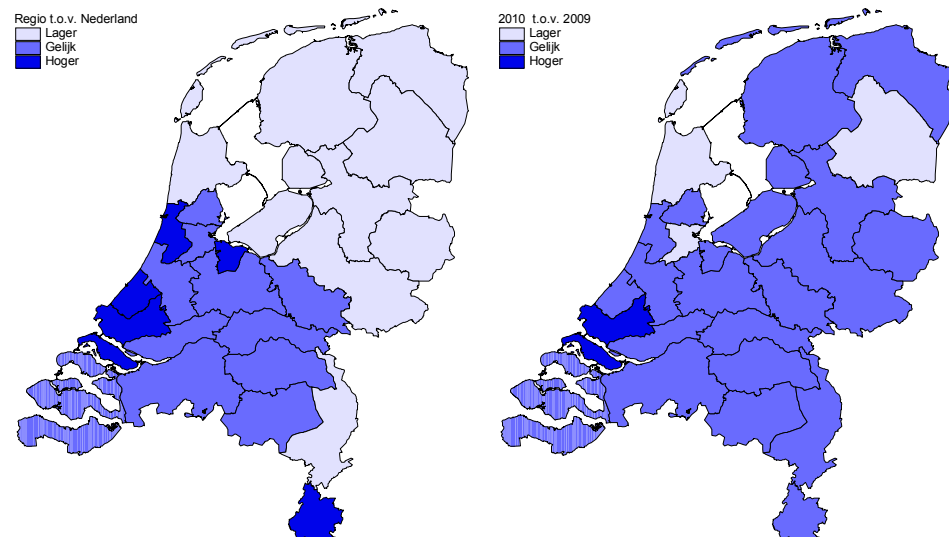 Regio t.o.v. Nederland
Lager
Gelijk
Hoger
2010 t.o.v. 2009
Lager
Gelijk
Hoger